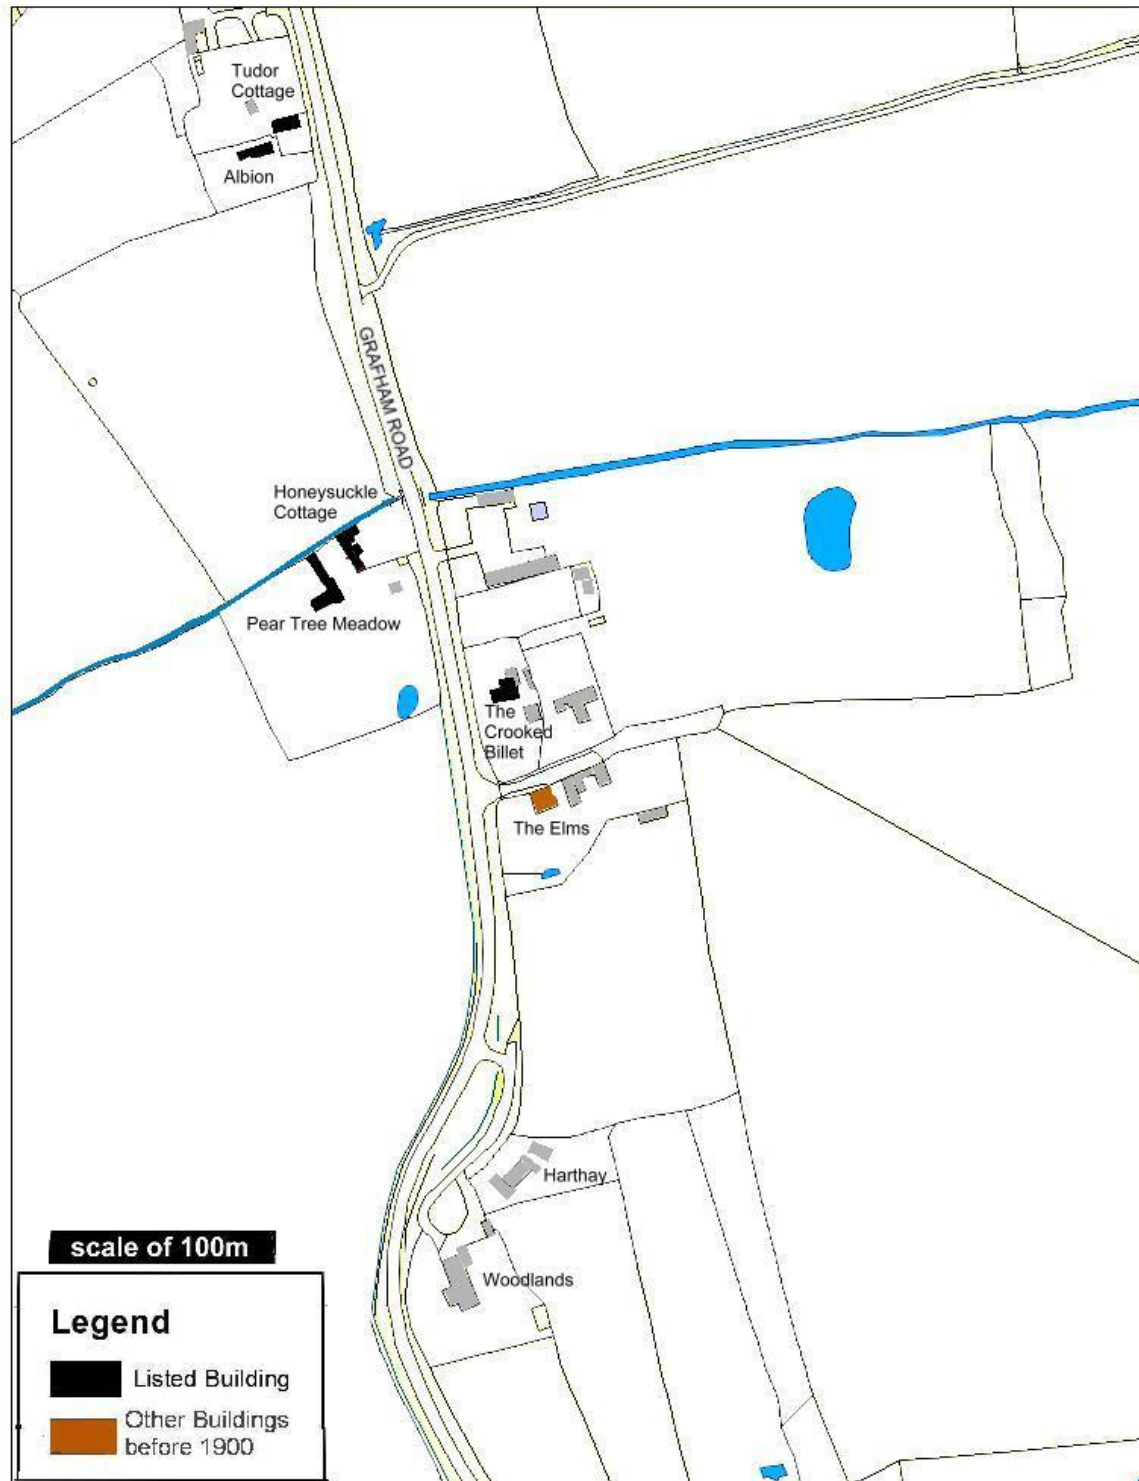 Tudor
Cottage
Albion
GRAFHAM ROAD
Honeysuckle
Cottage
Pear Tree Meadow
The
Crooked
Billet
The Elms
Harthay
Woodlands
scale of 100m
Legend
Listed Building
Other Buildings
before 1900